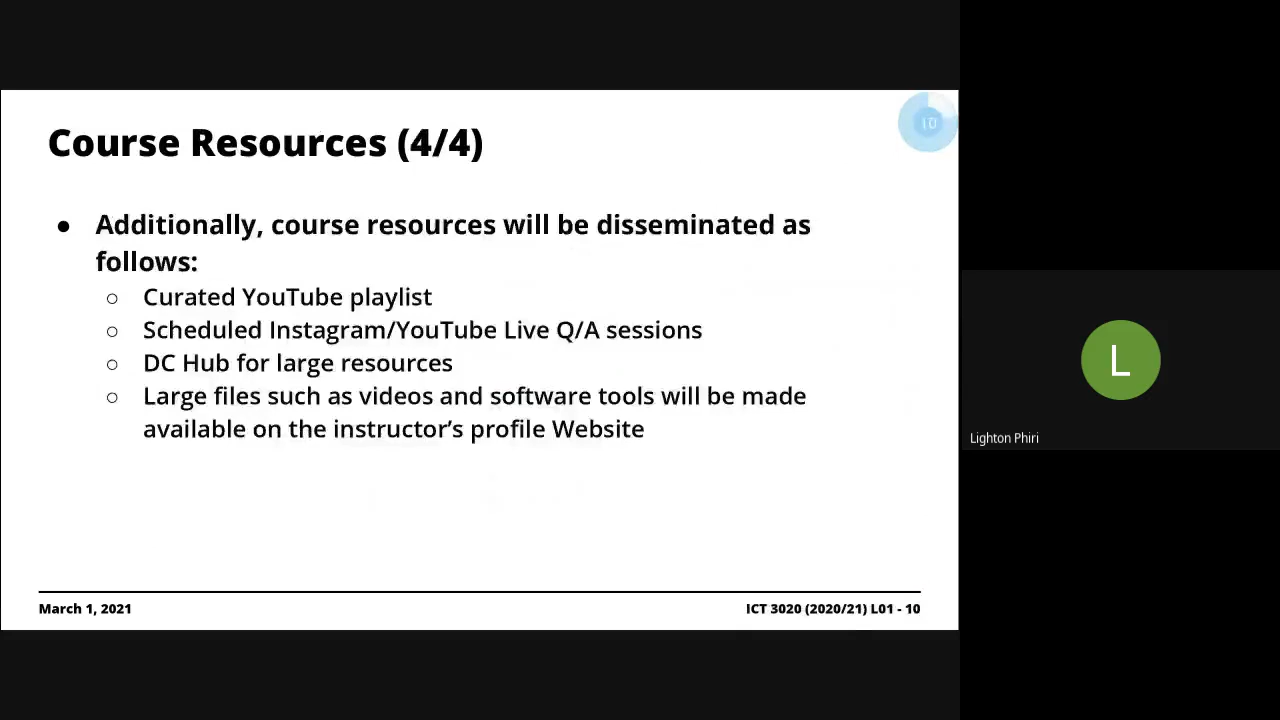 Course Resources (4/4)
10
● Additionally, course resources will be disseminated as
follows:
○ Curated YouTube playlist
○ Scheduled Instagram/YouTube Live Q/A sessions
○ DC Hub for large resources
○ Large files such as videos and software tools will be made
available on the instructor’s profile Website
L
Lighton Phiri
March 1, 2021
ICT 3020 (2020/21) L01 - 10